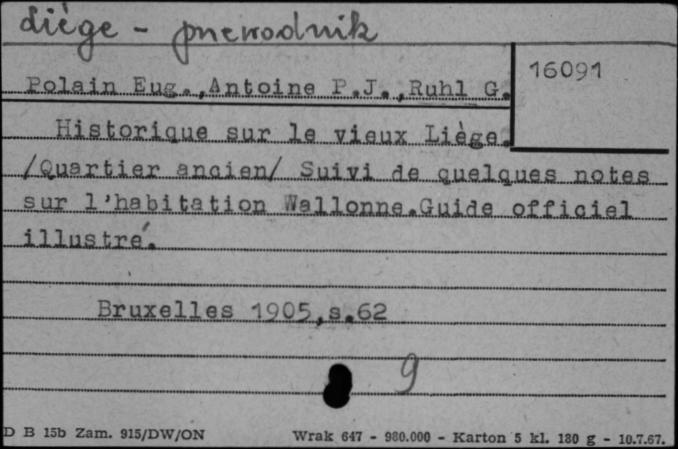 Liège - przewodnik
16091
Polain Eug.,Antoine P.J.,Ruhl G.
Historique sur le vieux Liège.
/Quartier ancien/ Suivi de quelques notes
sur l'habitation Wallonne.Guide officiel
illustré.
Bruxelles 1905,s.62
9
D B 15b Zam. 915/DW/ON Wrak 647 - 980.000 - Karton 5 kl. 180 g - 10.7.67.